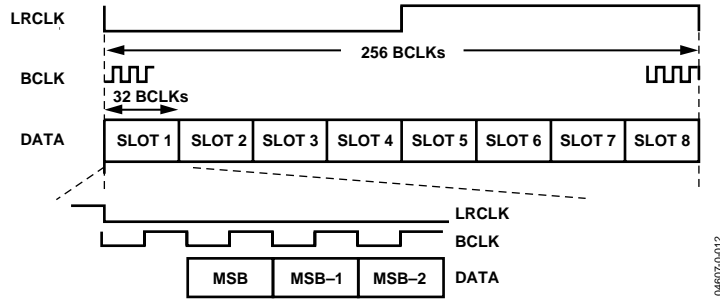 LRCLK
256 BCLKs
BCLK
32 BCLKs
DATA SLOT 1 SLOT 2 SLOT 3 SLOT 4 SLOT 5 SLOT 6 SLOT 7 SLOT 8
LRCLK
BCLK
MSB MSB–1 MSB–2 DATA
04607-0-012